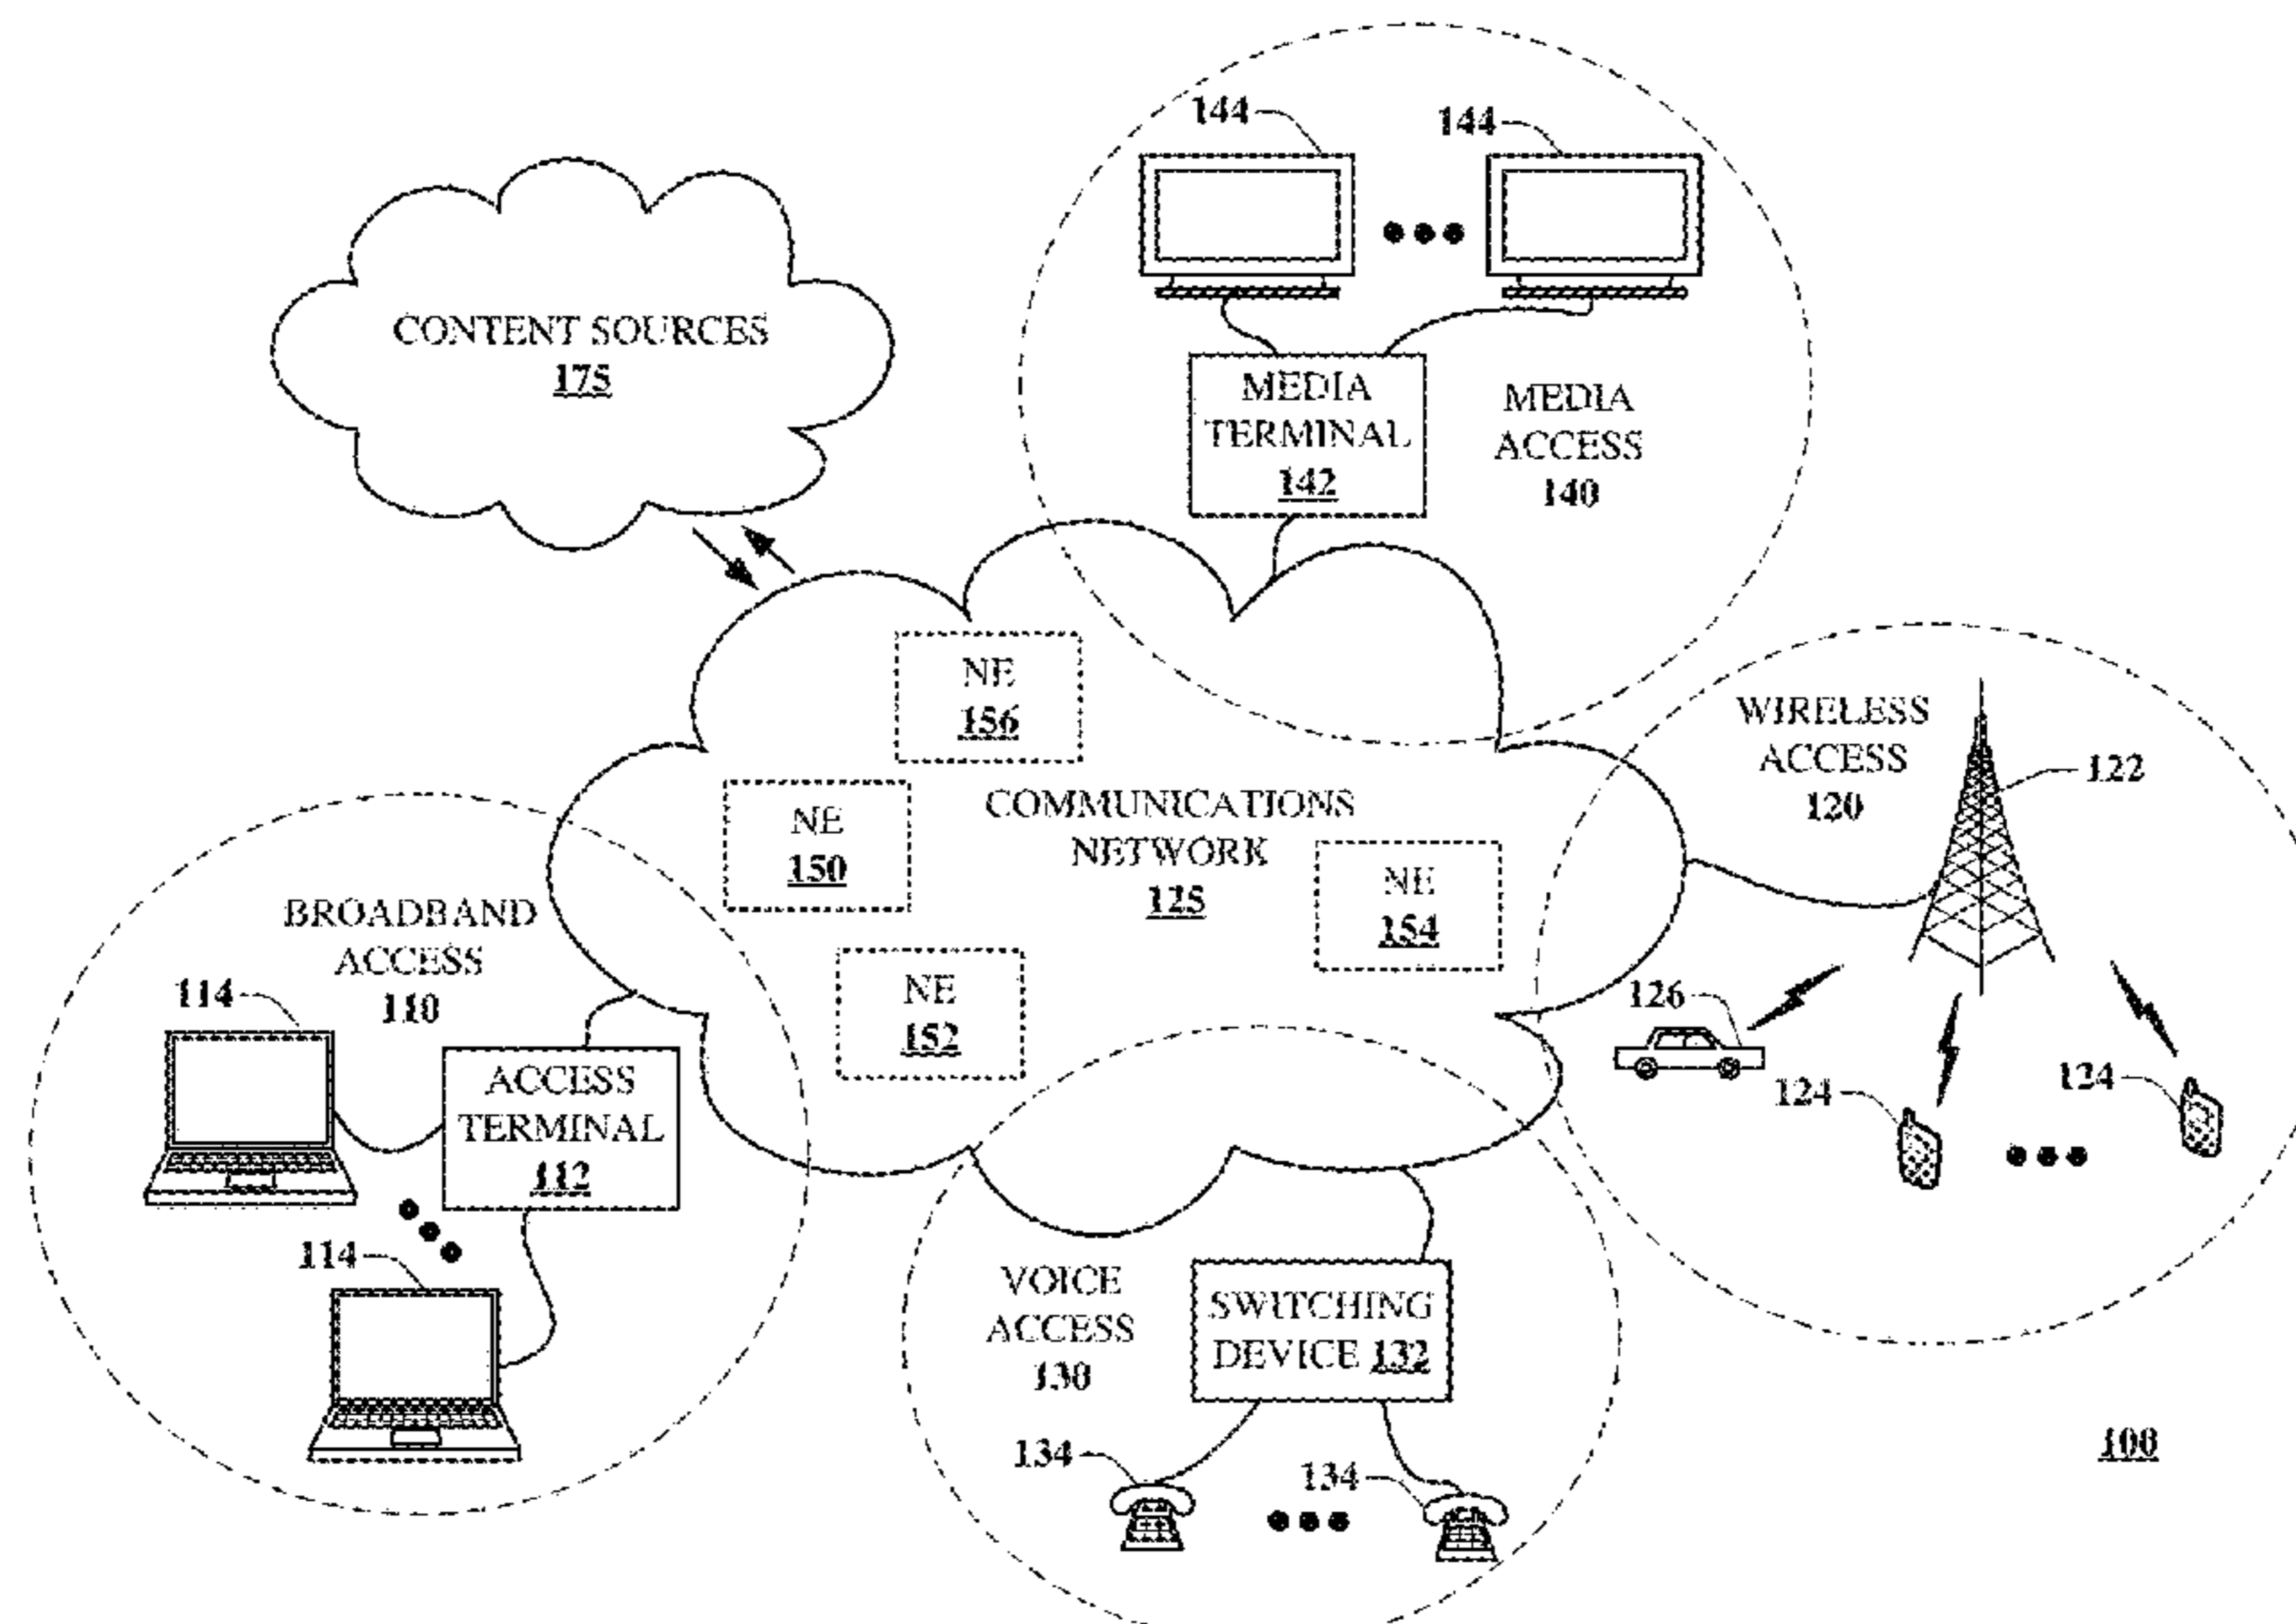 144
144
CONTENT SOURCES
175
MEDIA
TERMINAL
142
MEDIA
ACCESS
140
NE
156
WIRELESS
ACCESS
120
122
NE
150
COMMUNICATIONS
NETWORK
125
NE
154
BROADBAND
ACCESS
110
114
NE
152
126
124
124
ACCESS
TERMINAL
112
114
VOICE
ACCESS
130
SWITCHING
DEVICE 132
134
134
100